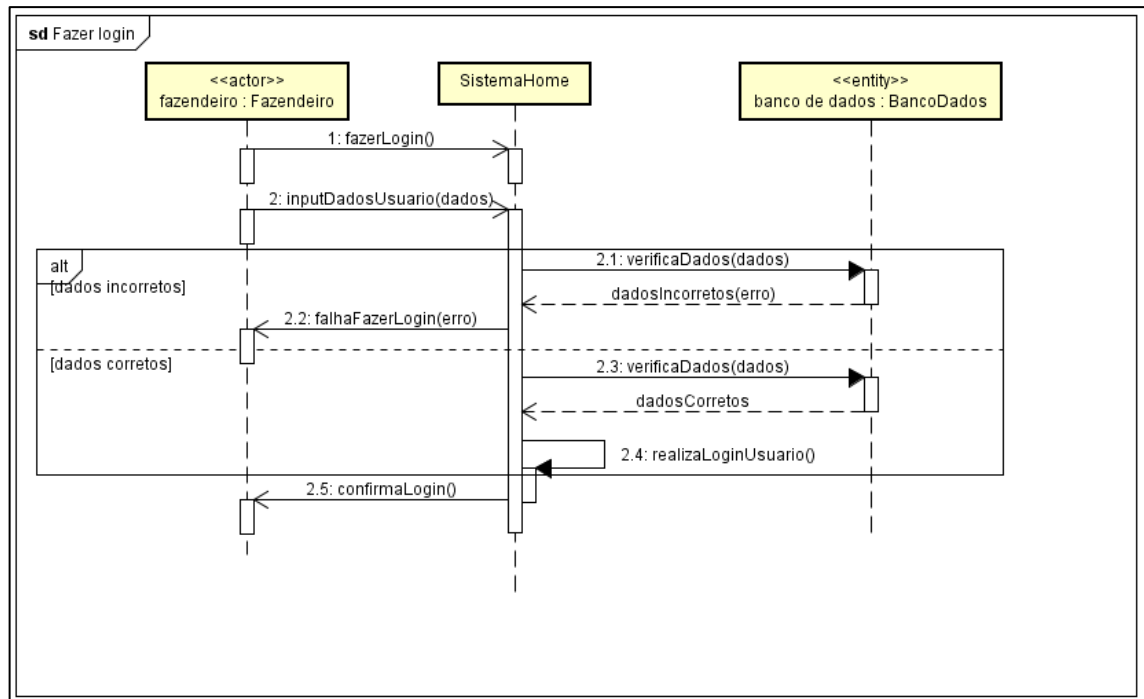 sd Fazer login
<<actor>>
fazendeiro : Fazendeiro
SistemaHome
<<entity>>
banco de dados : BancoDados
1: fazerLogin()
2: inputDadosUsuario(dados)
alt
[dados incorretos]
2.1: verificaDados(dados)
dadosIncorretos(erro)
2.2: falhaFazerLogin(erro)
[dados corretos]
2.3: verificaDados(dados)
dadosCorretos
2.4: realizaLoginUsuario()
2.5: confirmaLogin()